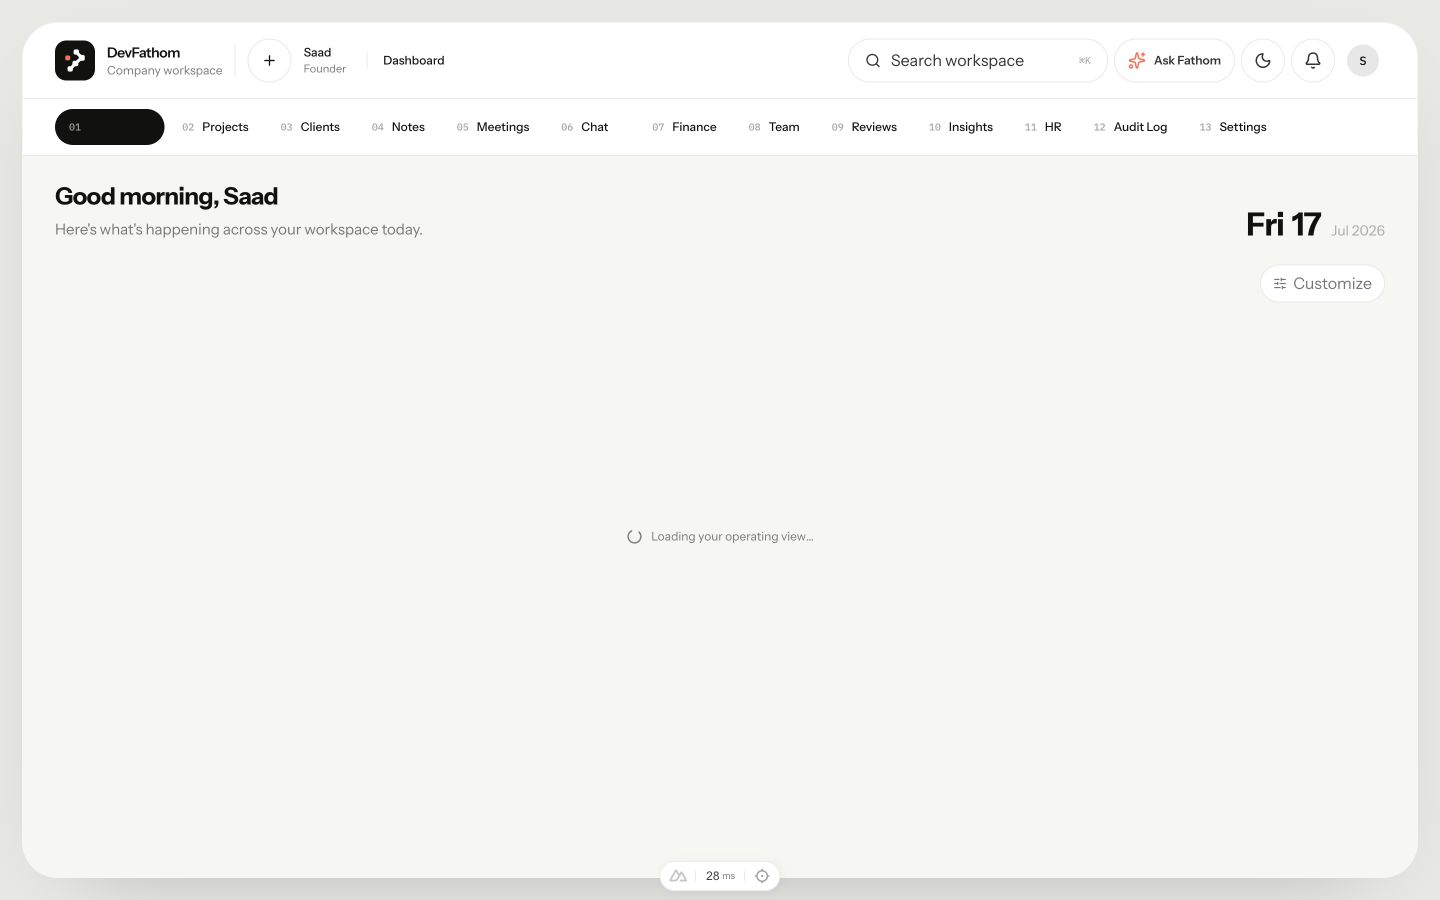 DevFathom
Company workspace
Saad
Founder
Dashboard
Search workspace
⌘K
Ask Fathom
S
01
02 Projects
03 Clients
04 Notes
05 Meetings
06 Chat
07 Finance
08 Team
09 Reviews
10 Insights
11 HR
12 Audit Log
13 Settings
Good morning, Saad
Here's what's happening across your workspace today.
Fri 17 Jul 2026
Customize
Loading your operating view...
28 ms